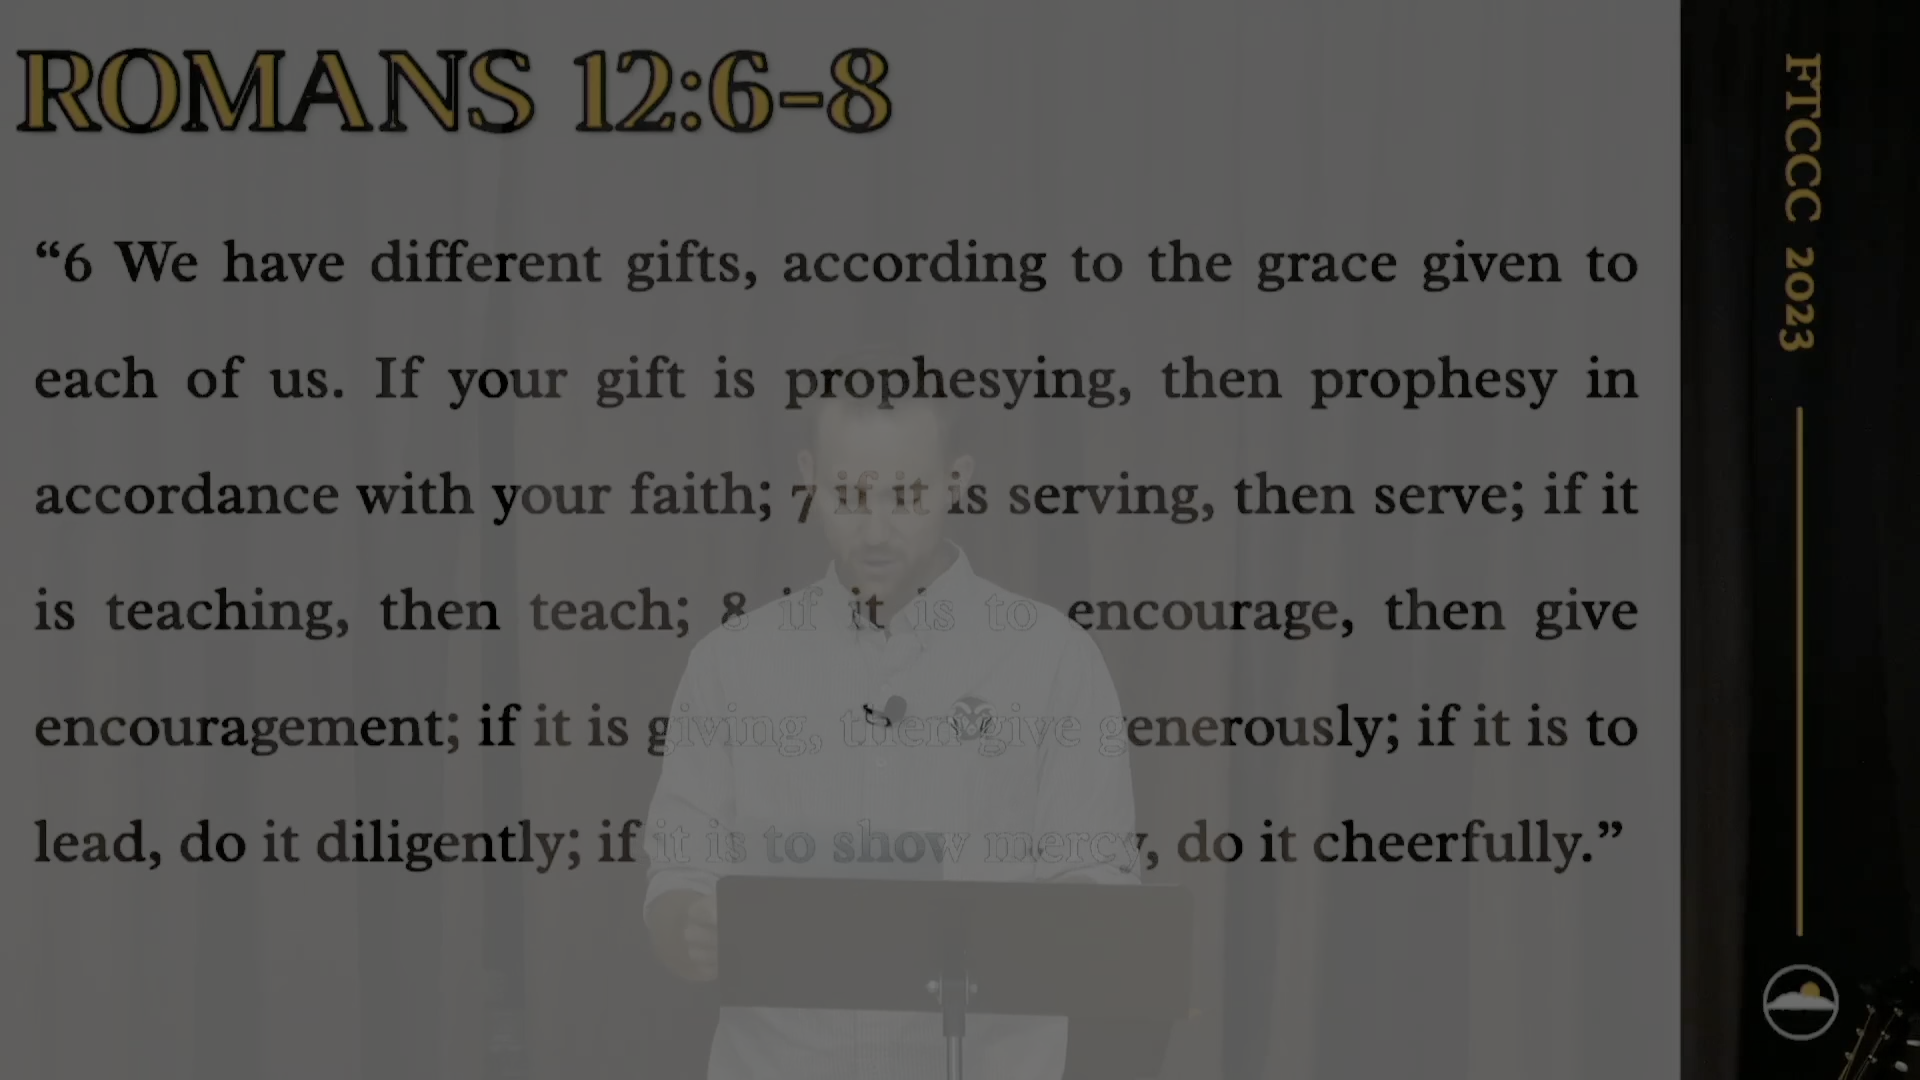 ROMANS 12:6-8
“6 We have different gifts, according to the grace given to
each of us. If your gift is prophesying, then prophesy in
accordance with your faith; 7 if it is serving, then serve; if it
is teaching, then teach; 8 if it is to encourage, then give
encouragement; if it is giving, then give generously; if it is to
lead, do it diligently; if it is to show mercy, do it cheerfully.”
FTCCC 2023